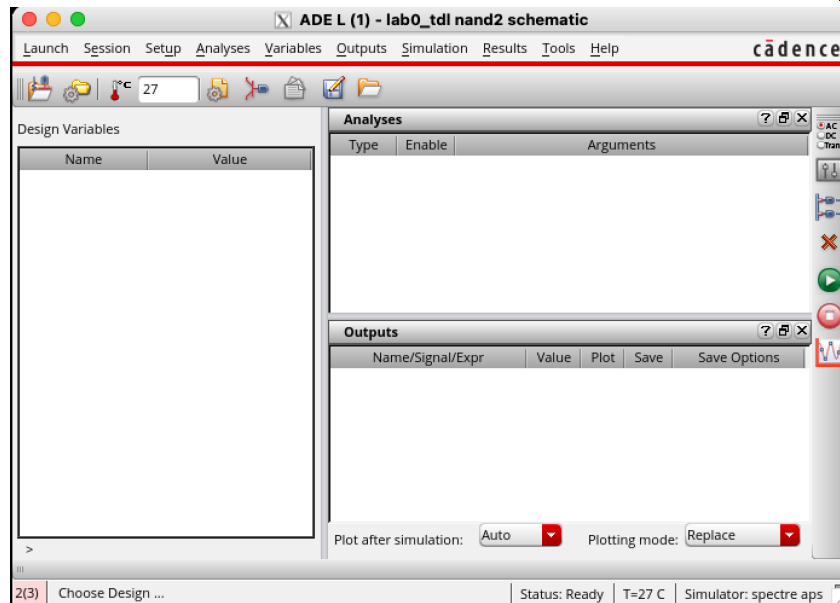 ADE L (1) - lab0_tdl nand2 schematic
Launch Session Setup Analyses Variables Outputs Simulation Results Tools Help cādence
°C 27
Design Variables
Name Value
>
Analyses
Type Enable Arguments
Outputs
Name/Signal/Expr Value Plot Save Save Options
Plot after simulation: Auto Plotting mode: Replace
AC
DC
Tran
2(3) Choose Design ... Status: Ready T=27 C Simulator: spectre aps